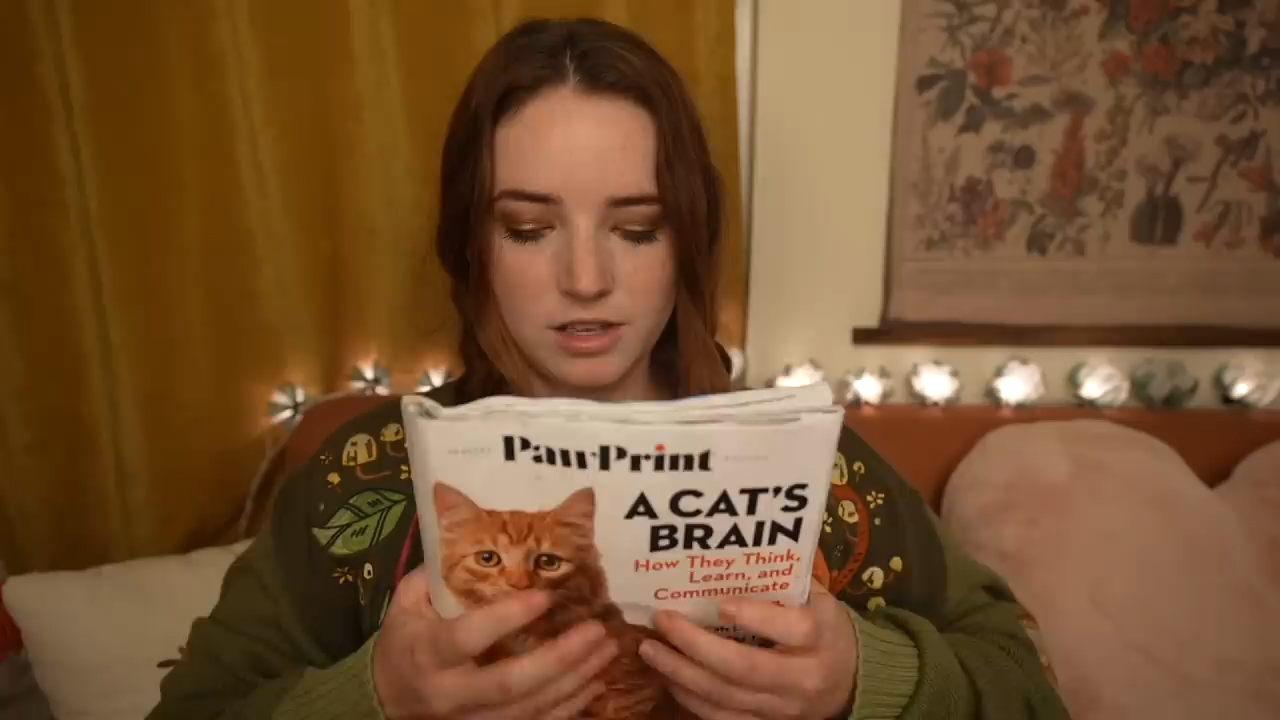 PawPrint
A CAT'S
BRAIN
How They Think,
Learn, and
Communicate